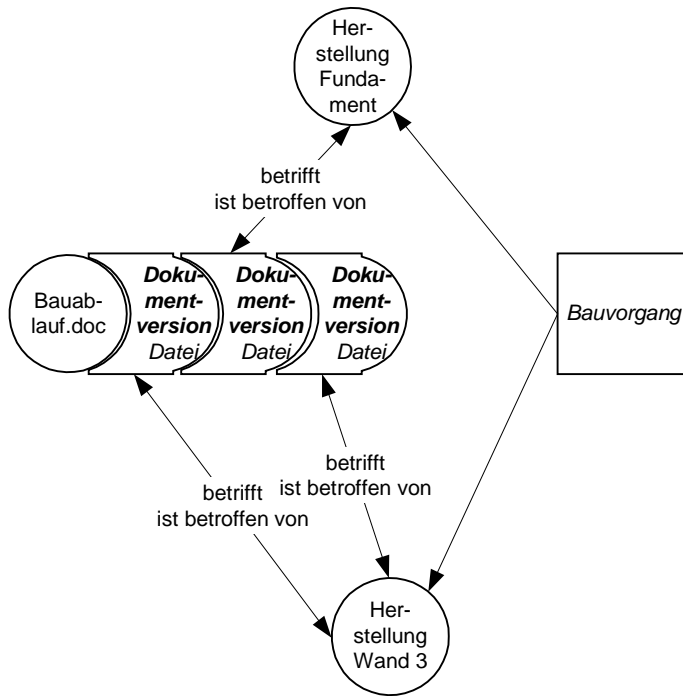 Her-
stellung
Funda-
ment
betrifft
ist betroffen von
Bauab-
lauf.doc
Doku-
ment-
version
Datei
Doku-
ment-
version
Datei
Doku-
ment-
version
Datei
Bauvorgang
betrifft
ist betroffen von
betrifft
ist betroffen von
Her-
stellung
Wand 3